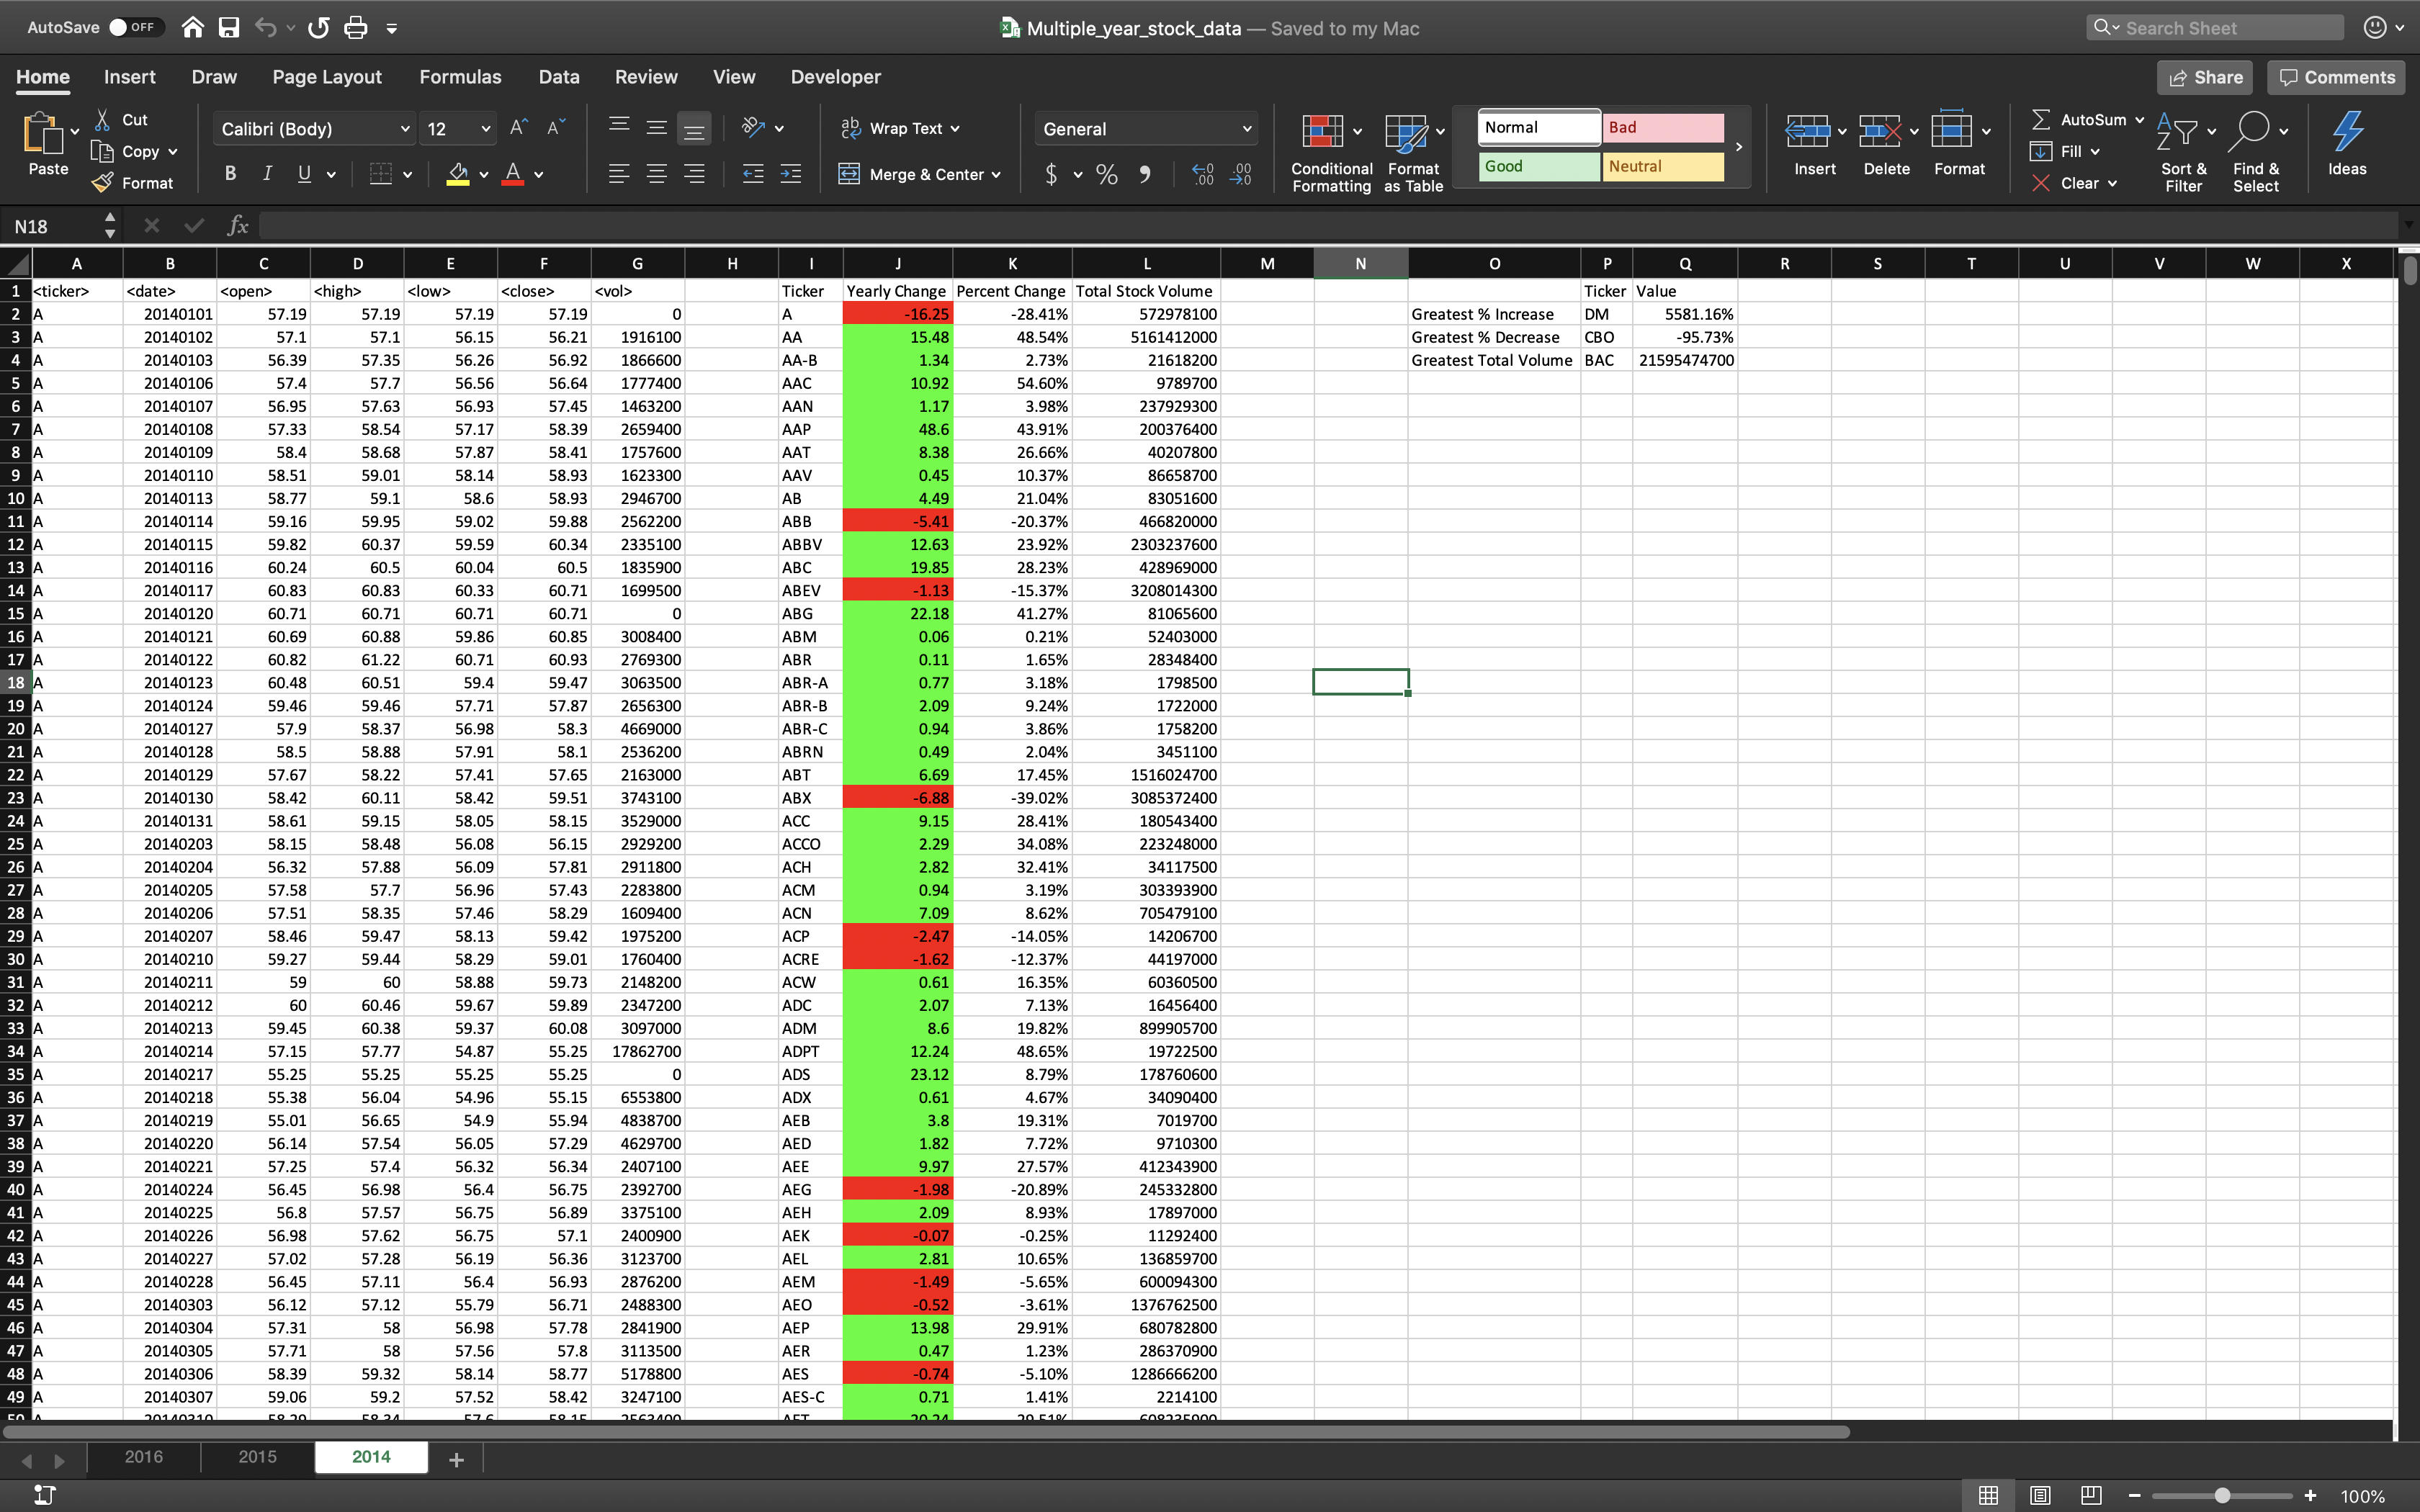 AutoSave OFF Multiple_year_stock_data — Saved to my Mac Search Sheet
Home Insert Draw Page Layout Formulas Data Review View Developer Share Comments
Paste Cut Copy Format
Calibri (Body) 12
B I U A
Wrap Text
Merge & Center
General
$ %
Conditional Formatting
Format as Table
Normal Bad
Good Neutral
Insert Delete Format
AutoSum
Fill
Clear
Sort & Filter
Find & Select
Ideas
N18 fx
A B C D E F G H I J K L M N O P Q R S T U V W X
1 <ticker> <date> <open> <high> <low> <close> <vol> Ticker Yearly Change Percent Change Total Stock Volume Ticker Value
2 A 20140101 57.19 57.19 57.19 57.19 0 A -16.25 -28.41% 572978100 Greatest % Increase DM 5581.16%
3 A 20140102 57.1 57.1 56.15 56.21 1916100 AA 15.48 48.54% 5161412000 Greatest % Decrease CBO -95.73%
4 A 20140103 56.39 57.35 56.26 56.92 1866600 AA-B 1.34 2.73% 21618200 Greatest Total Volume BAC 21595474700
5 A 20140106 57.4 57.7 56.56 56.64 1777400 AAC 10.92 54.60% 9789700
6 A 20140107 56.95 57.63 56.93 57.45 1463200 AAN 1.17 3.98% 237929300
7 A 20140108 57.33 58.54 57.17 58.39 2659400 AAP 48.6 43.91% 200376400
8 A 20140109 58.4 58.68 57.87 58.41 1757600 AAT 8.38 26.66% 40207800
9 A 20140110 58.51 59.01 58.14 58.93 1623300 AAV 0.45 10.37% 86658700
10 A 20140113 58.77 59.1 58.6 58.93 2946700 AB 4.49 21.04% 83051600
11 A 20140114 59.16 59.95 59.02 59.88 2562200 ABB -5.41 -20.37% 466820000
12 A 20140115 59.82 60.37 59.59 60.34 2335100 ABBV 12.63 23.92% 2303237600
13 A 20140116 60.24 60.5 60.04 60.5 1835900 ABC 19.85 28.23% 428969000
14 A 20140117 60.83 60.83 60.33 60.71 1699500 ABEV -1.13 -15.37% 3208014300
15 A 20140120 60.71 60.71 60.71 60.71 0 ABG 22.18 41.27% 81065600
16 A 20140121 60.69 60.88 59.86 60.85 3008400 ABM 0.06 0.21% 52403000
17 A 20140122 60.82 61.22 60.71 60.93 2769300 ABR 0.11 1.65% 28348400
18 A 20140123 60.48 60.51 59.4 59.47 3063500 ABR-A 0.77 3.18% 1798500
19 A 20140124 59.46 59.46 57.71 57.87 2656300 ABR-B 2.09 9.24% 1722000
20 A 20140127 57.9 58.37 56.98 58.3 4669000 ABR-C 0.94 3.86% 1758200
21 A 20140128 58.5 58.88 57.91 58.1 2536200 ABRN 0.49 2.04% 3451100
22 A 20140129 57.67 58.22 57.41 57.65 2163000 ABT 6.69 17.45% 1516024700
23 A 20140130 58.42 60.11 58.42 59.51 3743100 ABX -6.88 -39.02% 3085372400
24 A 20140131 58.61 59.15 58.05 58.15 3529000 ACC 9.15 28.41% 180543400
25 A 20140203 58.15 58.48 56.08 56.15 2929200 ACCO 2.29 34.08% 223248000
26 A 20140204 56.32 57.88 56.09 57.81 2911800 ACH 2.82 32.41% 34117500
27 A 20140205 57.58 57.7 56.96 57.43 2283800 ACM 0.94 3.19% 303393900
28 A 20140206 57.51 58.35 57.46 58.29 1609400 ACN 7.09 8.62% 705479100
29 A 20140207 58.46 59.47 58.13 59.42 1975200 ACP -2.47 -14.05% 14206700
30 A 20140210 59.27 59.44 58.29 59.01 1760400 ACRE -1.62 -12.37% 44197000
31 A 20140211 59 60 58.88 59.73 2148200 ACW 0.61 16.35% 60360500
32 A 20140212 60 60.46 59.67 59.89 2347200 ADC 2.07 7.13% 16456400
33 A 20140213 59.45 60.38 59.37 60.08 3097000 ADM 8.6 19.82% 899905700
34 A 20140214 57.15 57.77 54.87 55.25 17862700 ADPT 12.24 48.65% 19722500
35 A 20140217 55.25 55.25 55.25 55.25 0 ADS 23.12 8.79% 178760600
36 A 20140218 55.38 56.04 54.96 55.15 6553800 ADX 0.61 4.67% 34090400
37 A 20140219 55.01 56.65 54.9 55.94 4838700 AEB 3.8 19.31% 7019700
38 A 20140220 56.14 57.54 56.05 57.29 4629700 AED 1.82 7.72% 9710300
39 A 20140221 57.25 57.4 56.32 56.34 2407100 AEE 9.97 27.57% 412343900
40 A 20140224 56.45 56.98 56.4 56.75 2392700 AEG -1.98 -20.89% 245332800
41 A 20140225 56.8 57.57 56.75 56.89 3375100 AEH 2.09 8.93% 17897000
42 A 20140226 56.98 57.62 56.75 57.1 2400900 AEK -0.07 -0.25% 11292400
43 A 20140227 57.02 57.28 56.19 56.36 3123700 AEL 2.81 10.65% 136859700
44 A 20140228 56.45 57.11 56.4 56.93 2876200 AEM -1.49 -5.65% 600094300
45 A 20140303 56.12 57.12 55.79 56.71 2488300 AEO -0.52 -3.61% 1376762500
46 A 20140304 57.31 58 56.98 57.78 2841900 AEP 13.98 29.91% 680782800
47 A 20140305 57.71 58 57.56 57.8 3113500 AER 0.47 1.23% 286370900
48 A 20140306 58.39 59.32 58.14 58.77 5178800 AES -0.74 -5.10% 1286666200
49 A 20140307 59.06 59.2 57.52 58.42 3247100 AES-C 0.71 1.41% 2214100
2016 2015 2014 +
100%